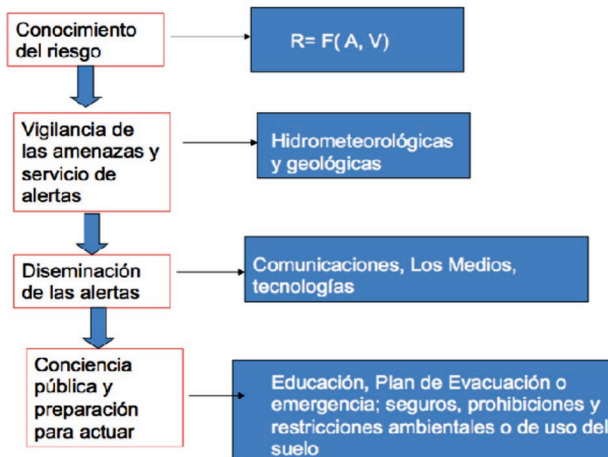 Conocimiento
del riesgo
R= F( A, V)
Vigilancia de
las amenazas y
servicio de
alertas
Hidrometeorológicas
y geológicas
Diseminación
de las alertas
Comunicaciones, Los Medios,
tecnologías
Conciencia
pública y
preparación
para actuar
Educación, Plan de Evacuación o
emergencia; seguros, prohibiciones y
restricciones ambientales o de uso del
suelo